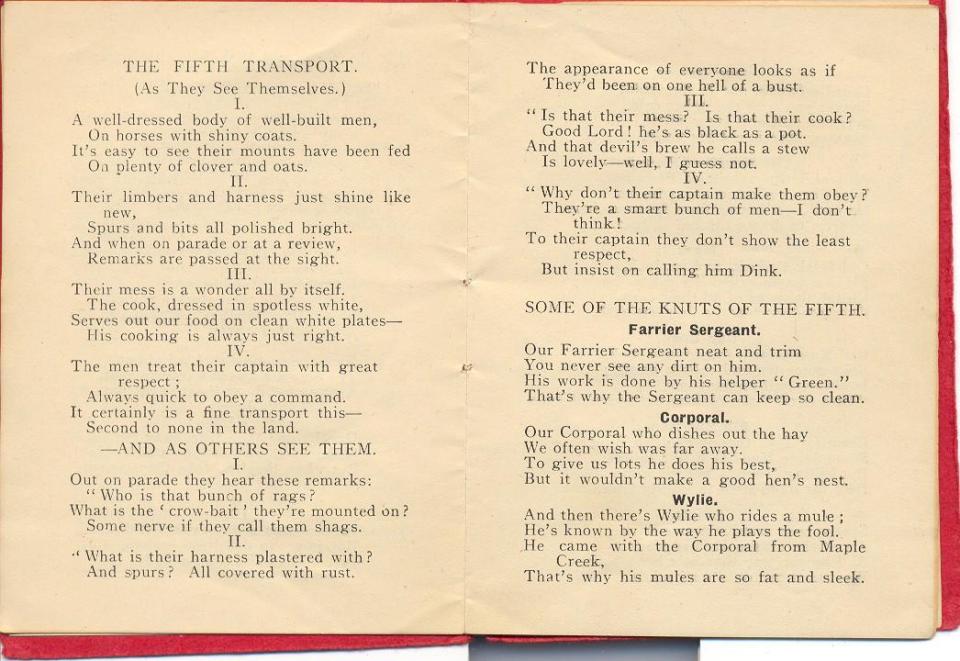 THE FIFTH TRANSPORT.
(As They See Themselves.)
I.
A well-dressed body of well-built men,
On horses with shiny coats.
It's easy to see their mounts have been fed
On plenty of clover and oats.
II.
Their limbers and harness just shine like
new,
Spurs and bits all polished bright.
And when on parade or at a review,
Remarks are passed at the sight.
III.
Their mess is a wonder all by itself.
The cook, dressed in spotless white,
Serves out our food on clean white plates—
His cooking is always just right.
IV.
The men treat their captain with great
respect ;
Always quick to obey a command.
It certainly is a fine transport this—
Second to none in the land.
—AND AS OTHERS SEE THEM.
I.
Out on parade they hear these remarks:
“ Who is that bunch of rags ?
What is the ‘ crow-bait ’ they're mounted on ?
Some nerve if they call them shags.
II.
“ What is their harness plastered with ?
And spurs ? All covered with rust.
The appearance of everyone looks as if
They'd been on one hell of a bust.
III.
“ Is that their mess ? Is that their cook ?
Good Lord ! he's as black as a pot.
And that devil's brew he calls a stew
Is lovely—well, I guess not.
IV.
“ Why don't their captain make them obey ?
They're a smart bunch of men—I don't
think !
To their captain they don't show the least
respect,
But insist on calling him Dink.
SOME OF THE KNUTS OF THE FIFTH.
Farrier Sergeant.
Our Farrier Sergeant neat and trim
You never see any dirt on him.
His work is done by his helper “ Green.”
That's why the Sergeant can keep so clean.
Corporal.
Our Corporal who dishes out the hay
We often wish was far away.
To give us lots he does his best,
But it wouldn't make a good hen's nest.
Wylie.
And then there's Wylie who rides a mule ;
He's known by the way he plays the fool.
He came with the Corporal from Maple
Creek,
That's why his mules are so fat and sleek.